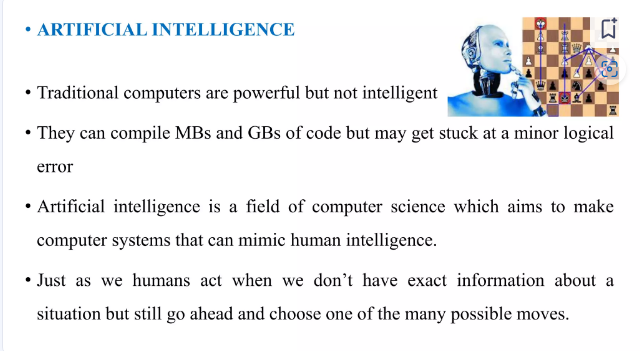 • ARTIFICIAL INTELLIGENCE
• Traditional computers are powerful but not intelligent
• They can compile MBs and GBs of code but may get stuck at a minor logical
error
• Artificial intelligence is a field of computer science which aims to make
computer systems that can mimic human intelligence.
• Just as we humans act when we don’t have exact information about a
situation but still go ahead and choose one of the many possible moves.